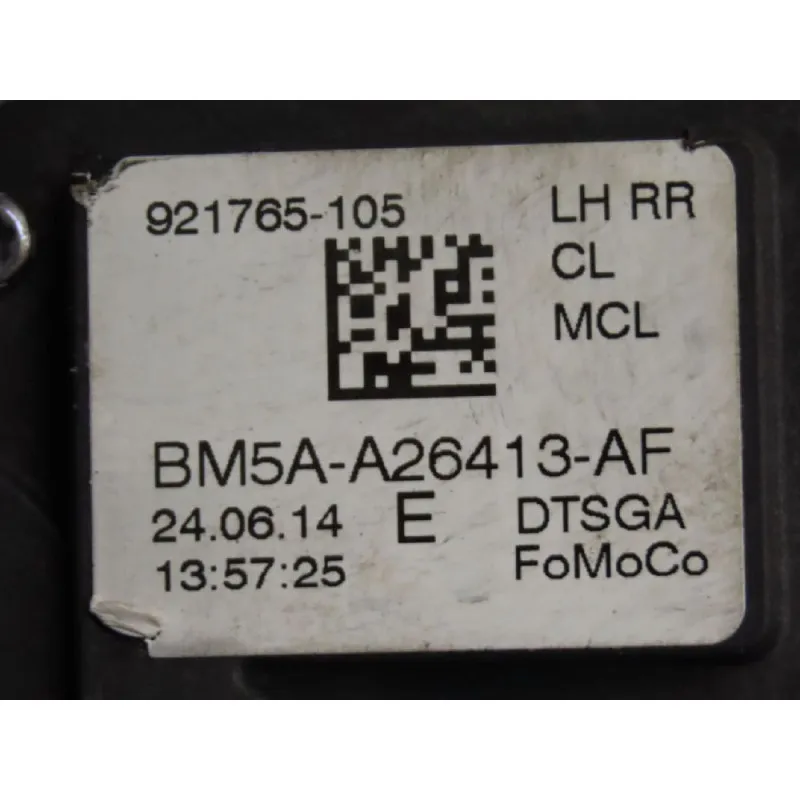 921765-105 LH RR
CL
MCL
BM5A-A26413-AF
24.06.14 E DTSGA
13:57:25 FoMoCo